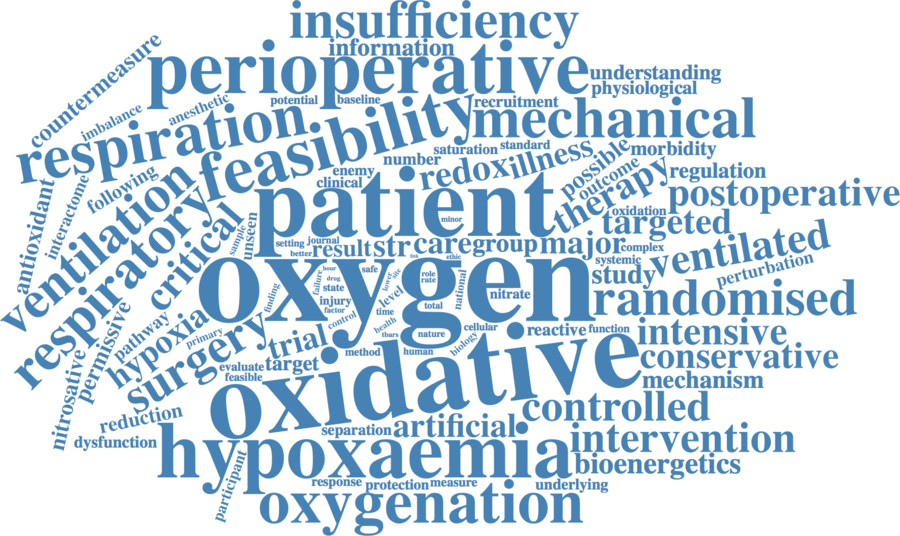 insufficiency
information
perioperative
countermeasure
understanding
physiological
imbalance
anesthetic
potential
baseline
recruitment
respiration
feasibility
mechanical
saturation
standard
number
redox
illness
possible
morbidity
enemy
clinical
outcome
regulation
following
antioxidant
interactome
ventilation
patient
therapy
postoperative
minor
oxidation
targeted
respiratory
critical
sample
unseen
setting
journal
better
result
str
care
group
major
complex
link
ethic
systemic
ventilated
study
perturbation
oxygen
hour
failure
drug
state
safe
lower
site
role
rate
national
finding
injury
factor
level
time
total
nitrate
randomised
permissive
pathway
hypoxia
primary
surgery
trial
control
health
tbars
nature
cellular
biology
reactive
function
intensive
nitrosative
evaluate
feasible
target
method
human
conservative
oxidative
mechanism
reduction
dysfunction
separation
artificial
controlled
hypoxaemia
intervention
bioenergetics
participant
response
protection
measure
underlying
oxygenation